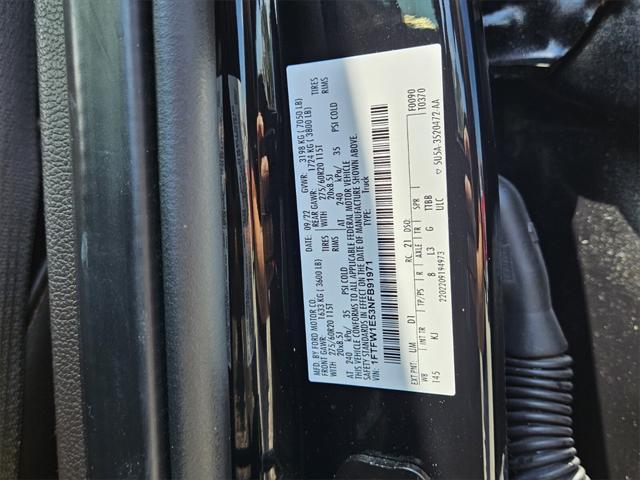 MFD. BY FORD MOTOR CO. DATE: 09/22 GVWR: 3198 KG ( 7050 LB)
FRONT GAWR: 1633 KG ( 3600 LB) REAR GAWR: 1724 KG ( 3800 LB)
WITH 275/60R20 115T TIRES WITH 275/60R20 115T TIRES
20x8.5J RIMS 20x8.5J RIMS
AT 240 kPa/ 35 PSI COLD AT 240 kPa/ 35 PSI COLD
THIS VEHICLE CONFORMS TO ALL APPLICABLE FEDERAL MOTOR VEHICLE
SAFETY STANDARDS IN EFFECT ON THE DATE OF MANUFACTURE SHOWN ABOVE.
VIN: 1FTFW1E53NFB91971 TYPE: Truck
F0090
10370
EXT PNT: UM D1 RC: 21 DSO:
WB INT TR TP/PS R AXLE TR SPR
145 KJ 8 L3 G TTBB
ULC
2202209194973
SU5A-3520472-AA